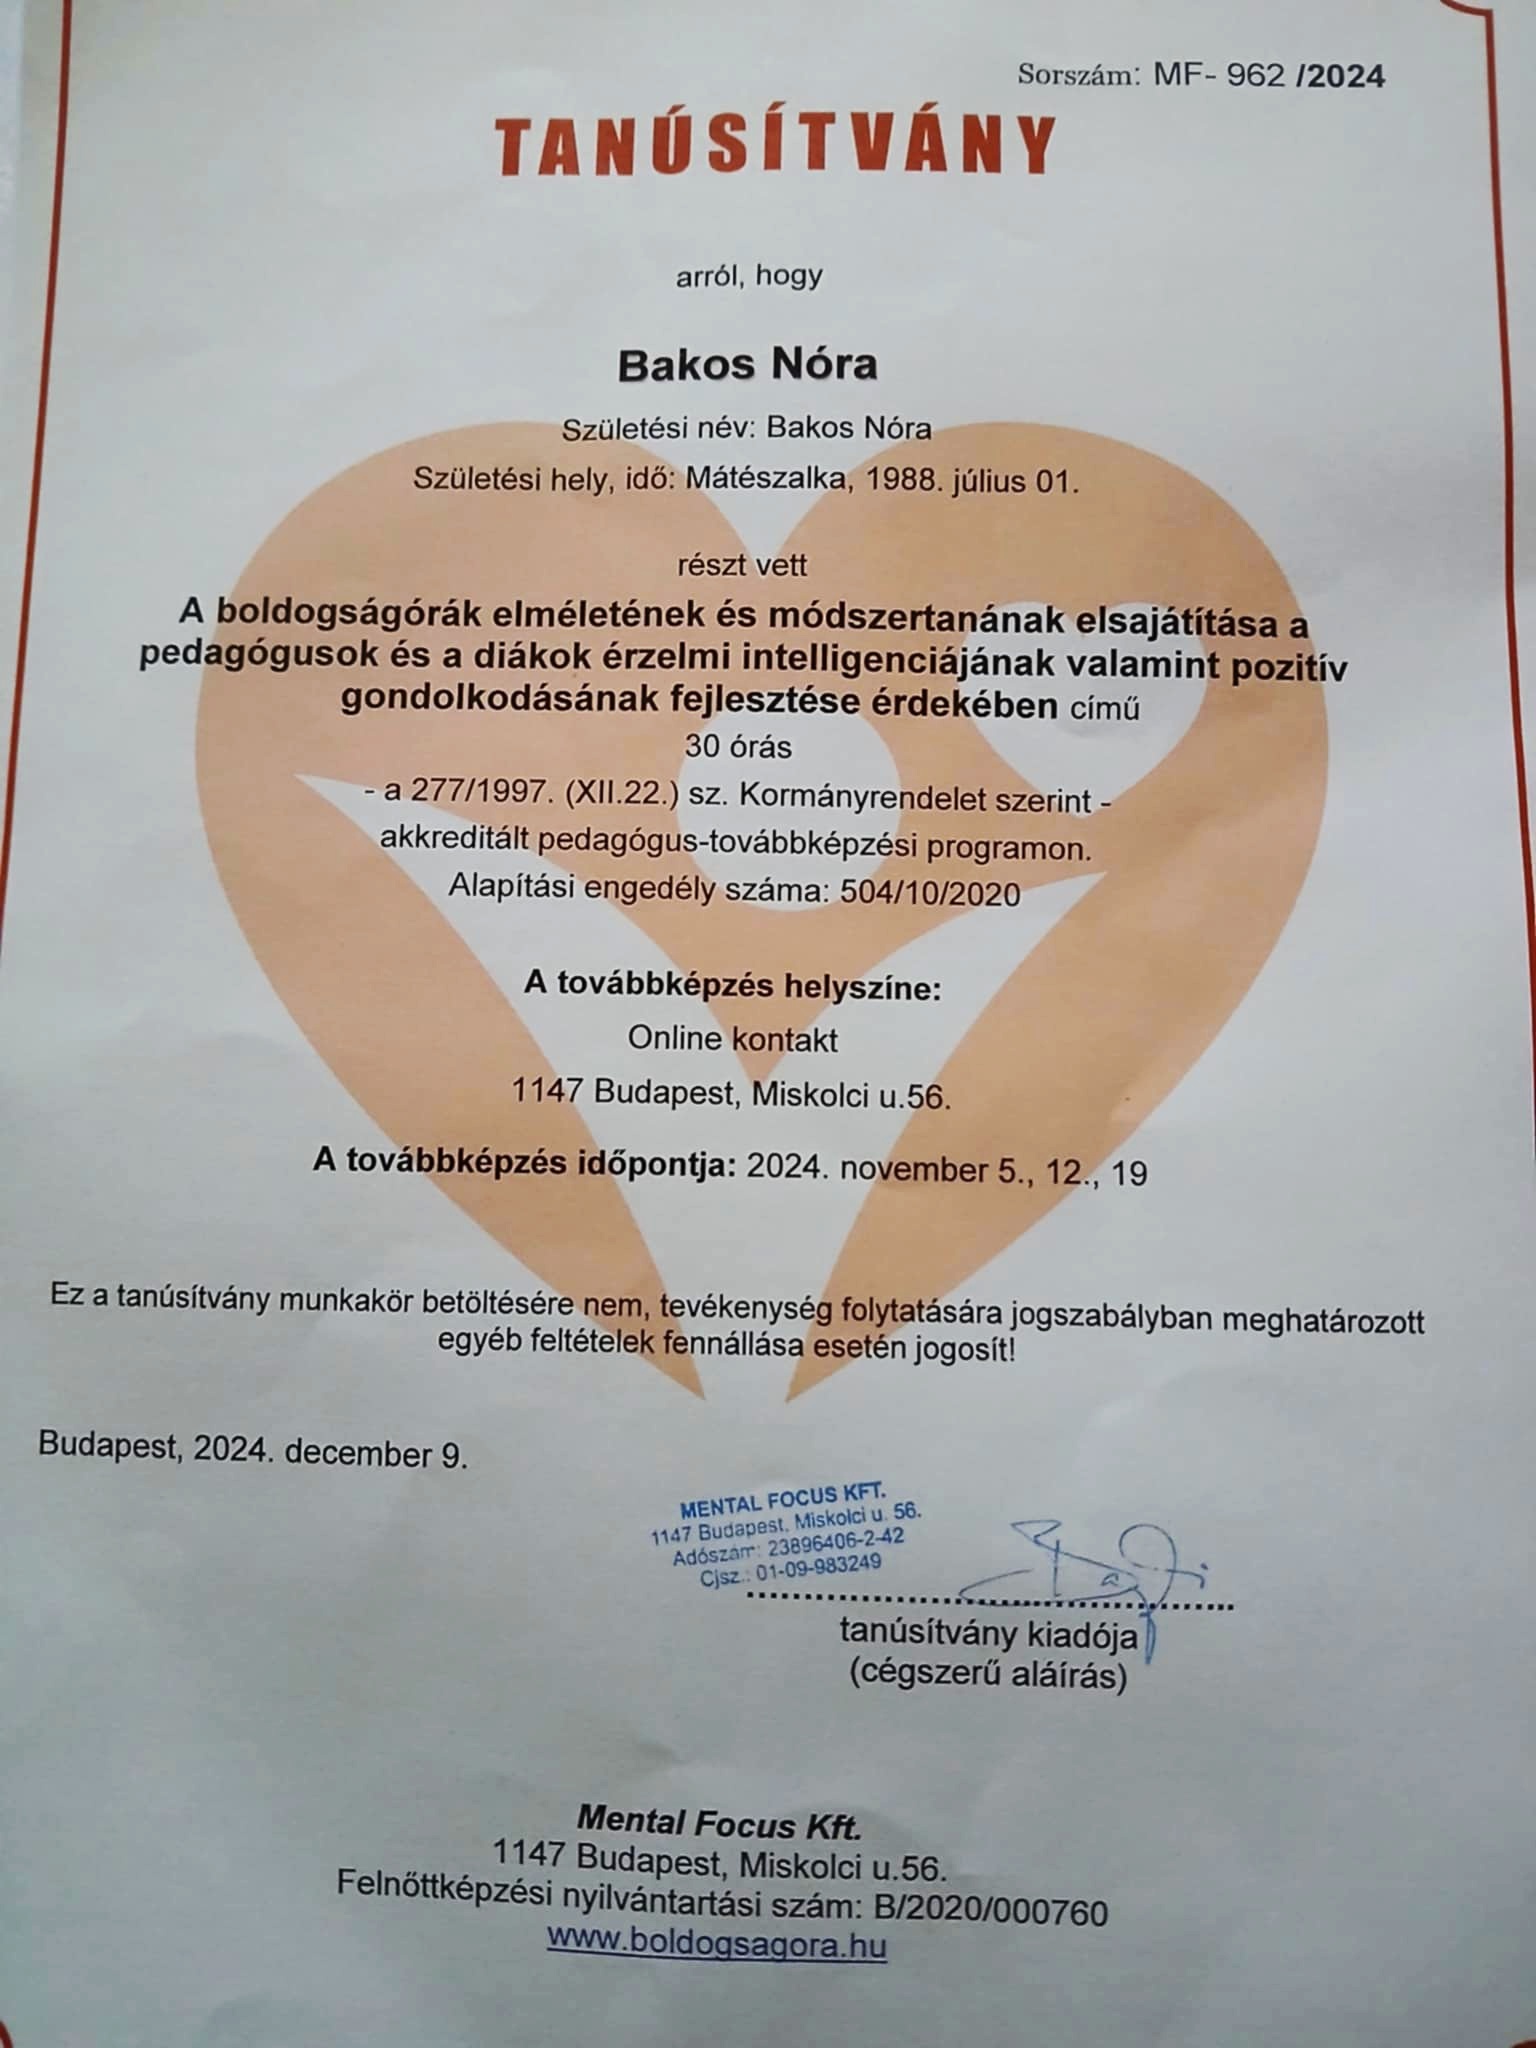 Sorszám: MF- 962 /2024
TANÚSÍTVÁNY
arról, hogy
Bakos Nóra
Születési név: Bakos Nóra
Születési hely, idő: Mátészalka, 1988. július 01.
részt vett
A boldogságórák elméletének és módszertanának elsajátítása a
pedagógusok és a diákok érzelmi intelligenciájának valamint pozitív
gondolkodásának fejlesztése érdekében című
30 órás
- a 277/1997. (XII.22.) sz. Kormányrendelet szerint -
akkreditált pedagógus-továbbképzési programon.
Alapítási engedély száma: 504/10/2020
A továbbképzés helyszíne:
Online kontakt
1147 Budapest, Miskolci u.56.
A továbbképzés időpontja: 2024. november 5., 12., 19
Ez a tanúsítvány munkakör betöltésére nem, tevékenység folytatására jogszabályban meghatározott
egyéb feltételek fennállása esetén jogosít!
Budapest, 2024. december 9.
MENTAL FOCUS KFT.
1147 Budapest, Miskolci u. 56.
Adószám: 23896406-2-42
Cjsz.: 01-09-983249
tanúsítvány kiadója
(cégszerű aláírás)
Mental Focus Kft.
1147 Budapest, Miskolci u.56.
Felnőttképzési nyilvántartási szám: B/2020/000760
www.boldogsagora.hu